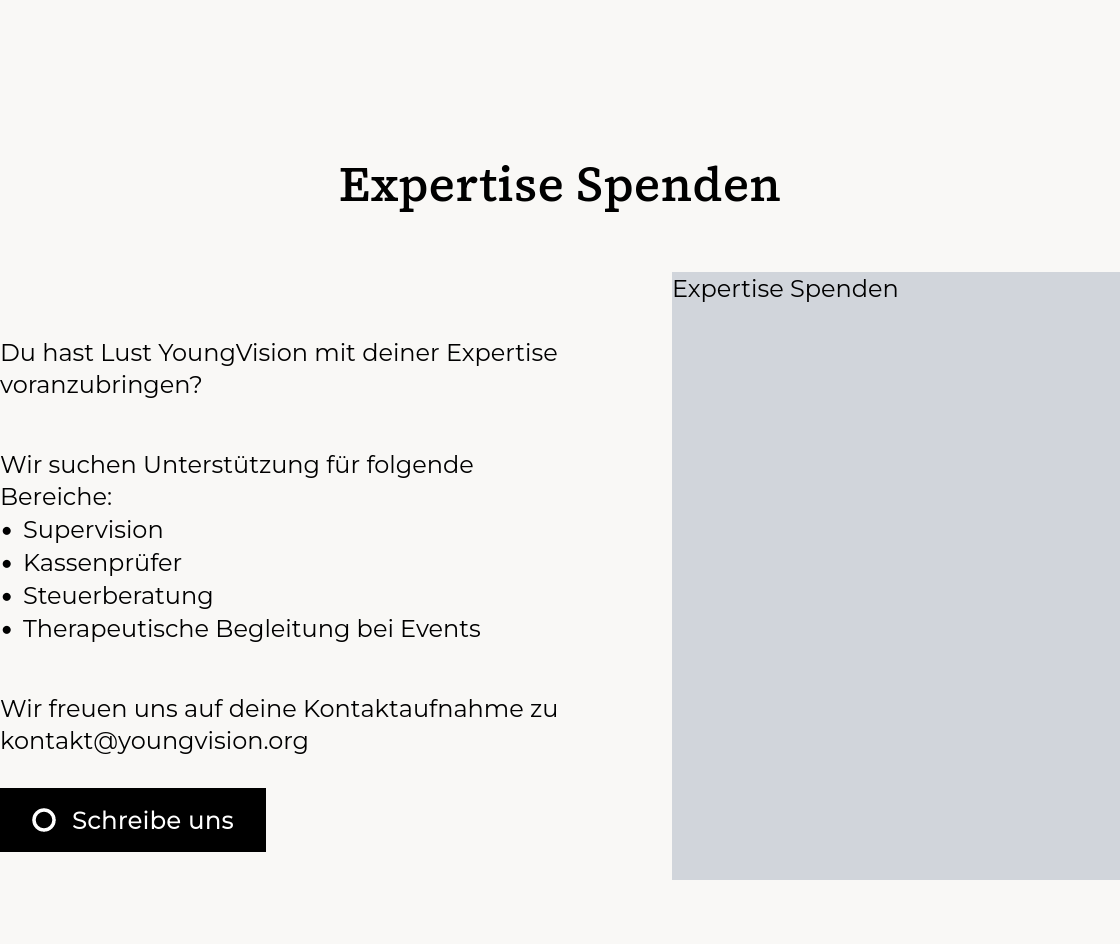 Expertise Spenden
Expertise Spenden
Du hast Lust YoungVision mit deiner Expertise
voranzubringen?
Wir suchen Unterstützung für folgende
Bereiche:
• Supervision
• Kassenprüfer
• Steuerberatung
• Therapeutische Begleitung bei Events
Wir freuen uns auf deine Kontaktaufnahme zu
kontakt@youngvision.org
Schreibe uns